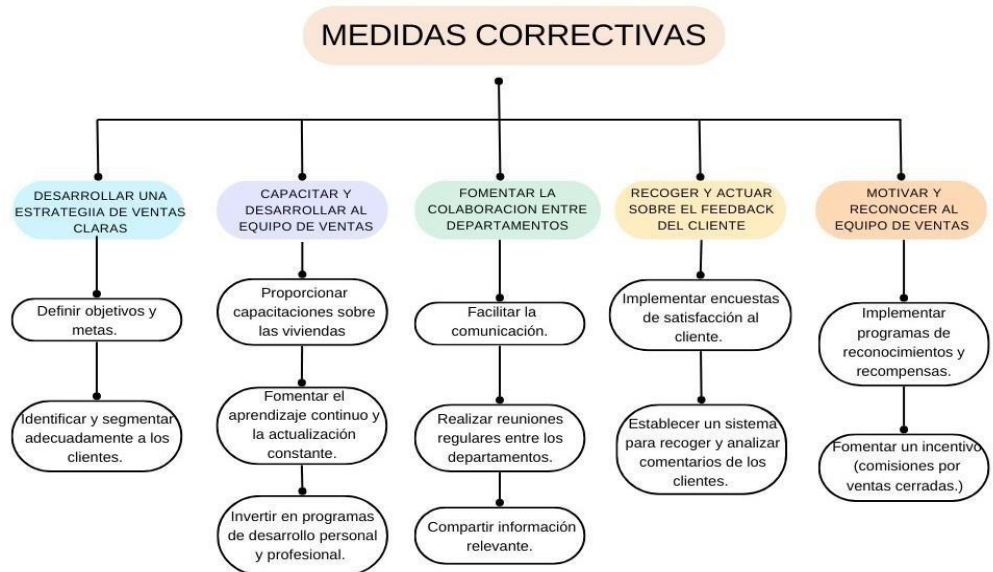 MEDIDAS CORRECTIVAS
DESARROLLAR UNA
ESTRATEGIIA DE VENTAS
CLARAS
Definir objetivos y
metas.
Identificar y segmentar
adecuadamente a los
clientes.
CAPACITAR Y
DESARROLLAR AL
EQUIPO DE VENTAS
Proporcionar
capacitaciones sobre
las viviendas
Fomentar el
aprendizaje continuo y
la actualización
constante.
Invertir en programas
de desarrollo personal
y profesional.
FOMENTAR LA
COLABORACION ENTRE
DEPARTAMENTOS
Facilitar la
comunicación.
Realizar reuniones
regulares entre los
departamentos.
Compartir información
relevante.
RECOGER Y ACTUAR
SOBRE EL FEEDBACK
DEL CLIENTE
Implementar encuestas
de satisfacción al
cliente.
Establecer un sistema
para recoger y analizar
comentarios de los
clientes.
MOTIVAR Y
RECONOCER AL
EQUIPO DE VENTAS
Implementar
programas de
reconocimientos y
recompensas.
Fomentar un incentivo
(comisiones por
ventas cerradas.)